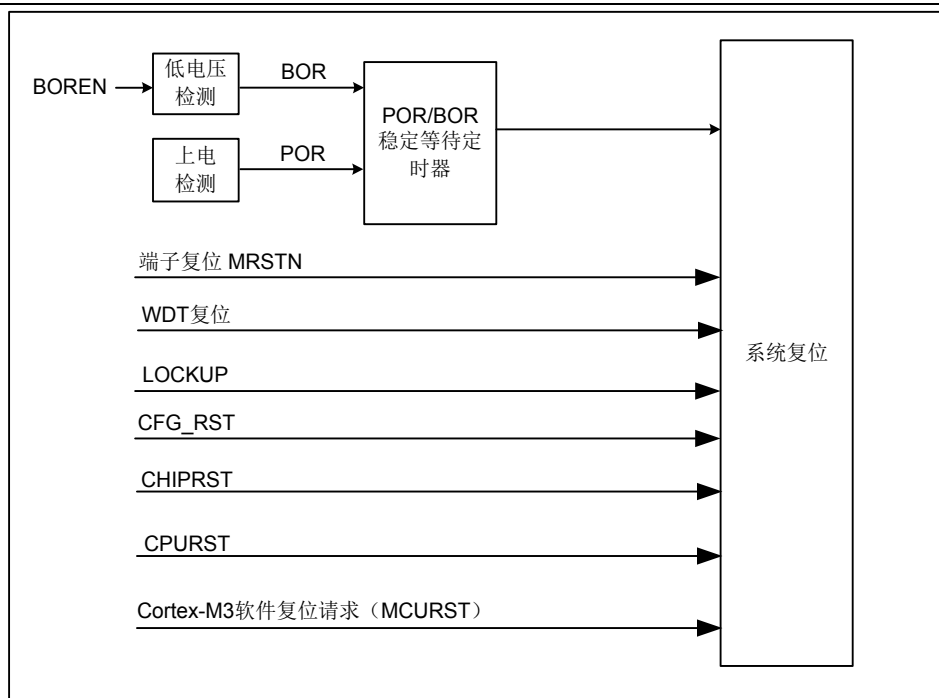 BOREN
低电压
检测
BOR
上电
检测
POR
POR/BOR
稳定等待定
时器
端子复位 MRSTN
WDT复位
LOCKUP
CFG_RST
CHIPRST
CPURST
Cortex-M3软件复位请求（MCURST）
系统复位